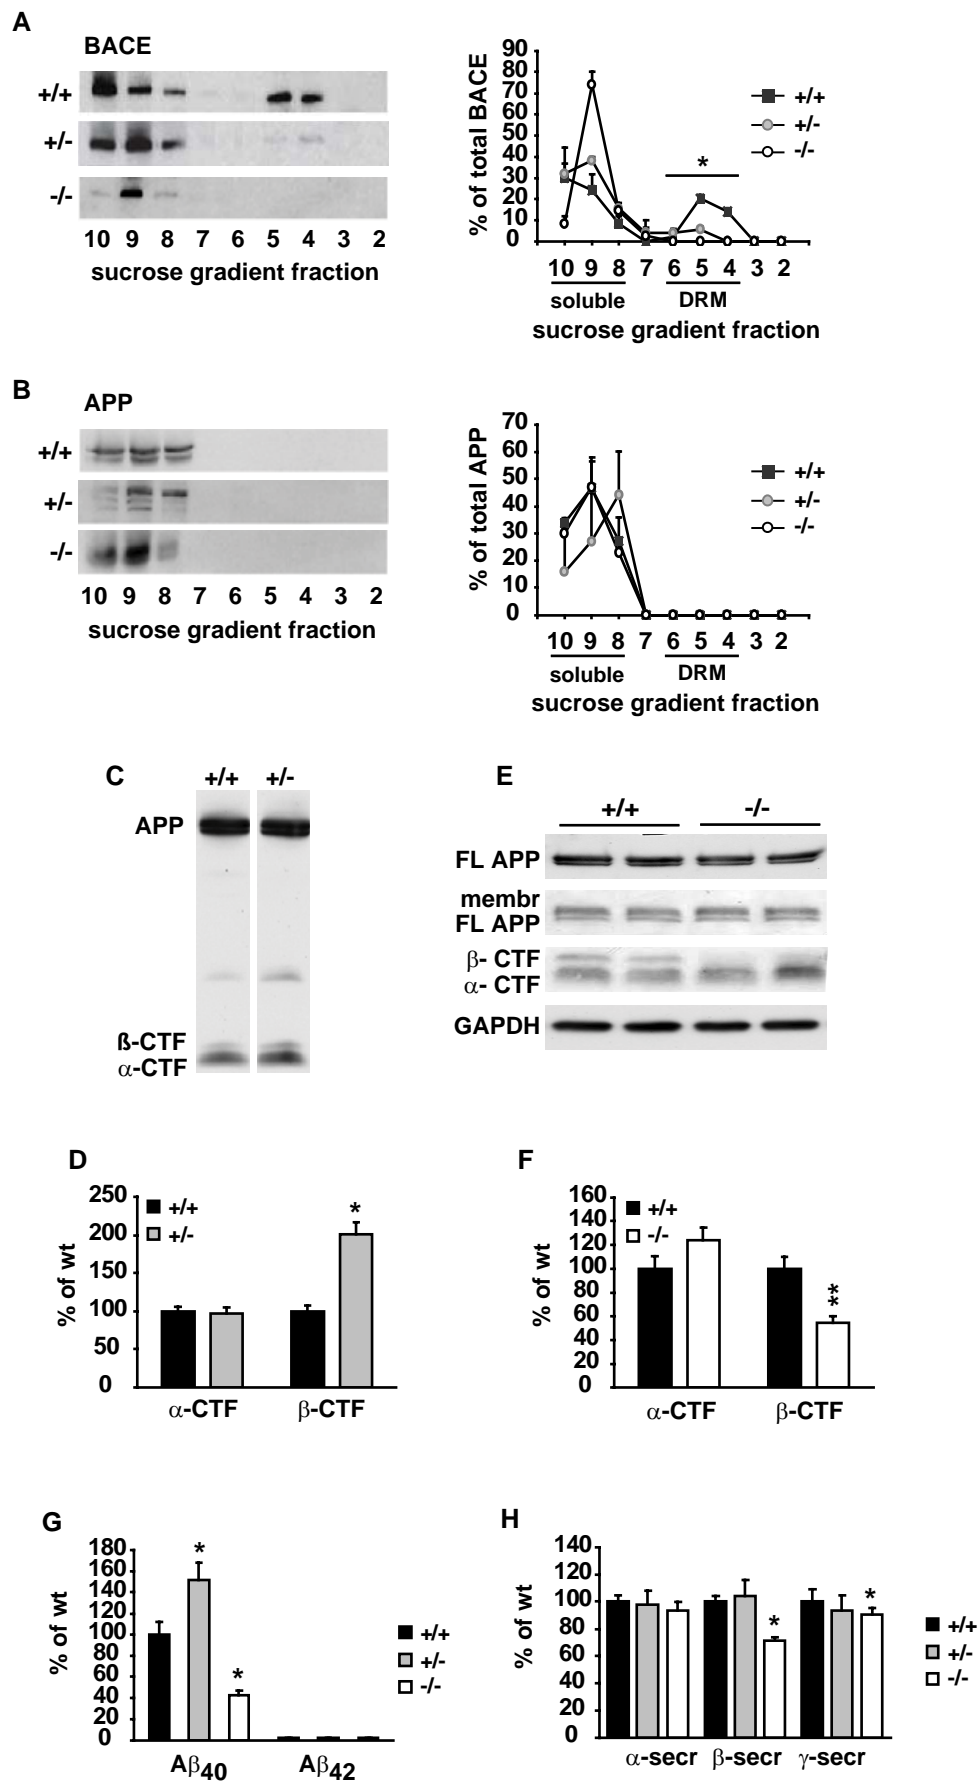 A
BACE
+/+
+/-
-/-
10 9 8 7 6 5 4 3 2
sucrose gradient fraction
% of total BACE
90
80
70
60
50
40
30
20
10
0
*
+/+
+/-
-/-
10 9 8 7 6 5 4 3 2
soluble DRM
sucrose gradient fraction
B
APP
+/+
+/-
-/-
10 9 8 7 6 5 4 3 2
sucrose gradient fraction
% of total APP
70
60
50
40
30
20
10
0
+/+
+/-
-/-
10 9 8 7 6 5 4 3 2
soluble DRM
sucrose gradient fraction
C
+/+ +/-
APP
ß-CTF
α-CTF
E
+/+ -/-
FL APP
membr
FL APP
β- CTF
α- CTF
GAPDH
D
% of wt
250
200
150
100
50
0
+/+
+/-
*
α-CTF β-CTF
F
% of wt
160
140
120
100
80
60
40
20
0
+/+
-/-
**
α-CTF β-CTF
G
% of wt
180
160
140
120
100
80
60
40
20
0
*
*
+/+
+/-
-/-
Aβ40 Aβ42
H
% of wt
140
120
100
80
60
40
20
0
*
*
+/+
+/-
-/-
α-secr β-secr γ-secr